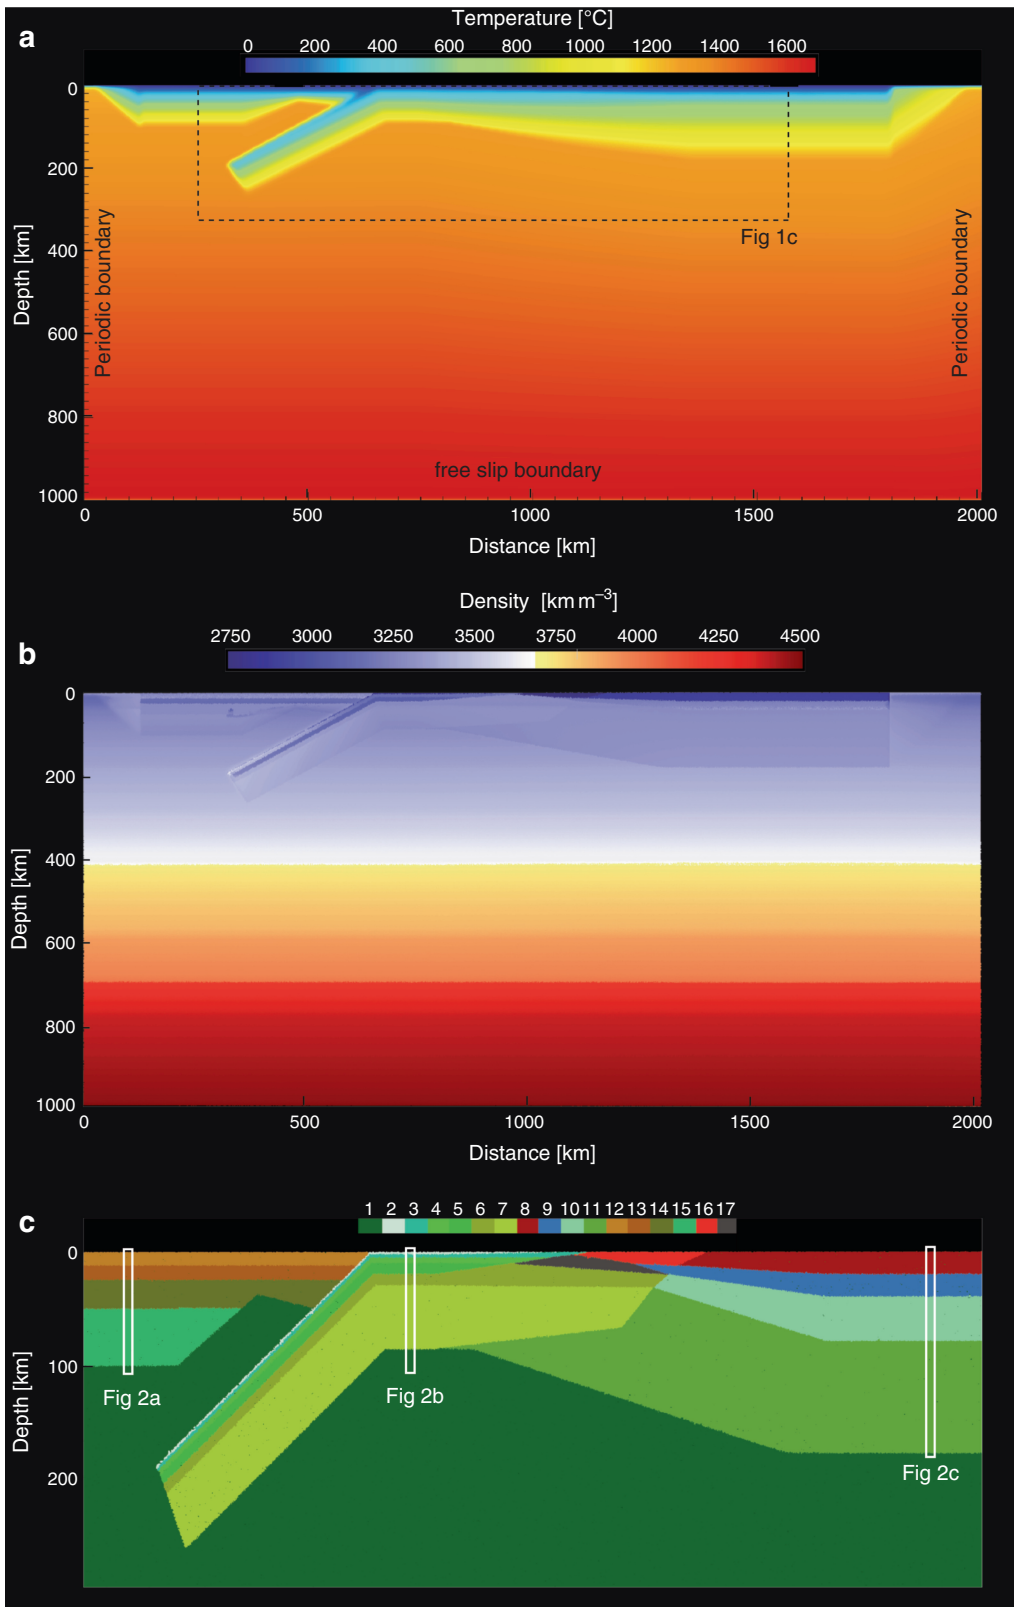 a
Temperature [°C]
0 200 400 600 800 1000 1200 1400 1600
0
200
400
600
800
1000
Depth [km]
Periodic boundary
Periodic boundary
Fig 1c
free slip boundary
0 500 1000 1500 2000
Distance [km]
Density [km m⁻³]
b
2750 3000 3250 3500 3750 4000 4250 4500
0
200
400
600
800
1000
Depth [km]
0 500 1000 1500 2000
Distance [km]
c
1 2 3 4 5 6 7 8 9 10 11 12 13 14 15 16 17
0
100
200
Depth [km]
Fig 2a
Fig 2b
Fig 2c